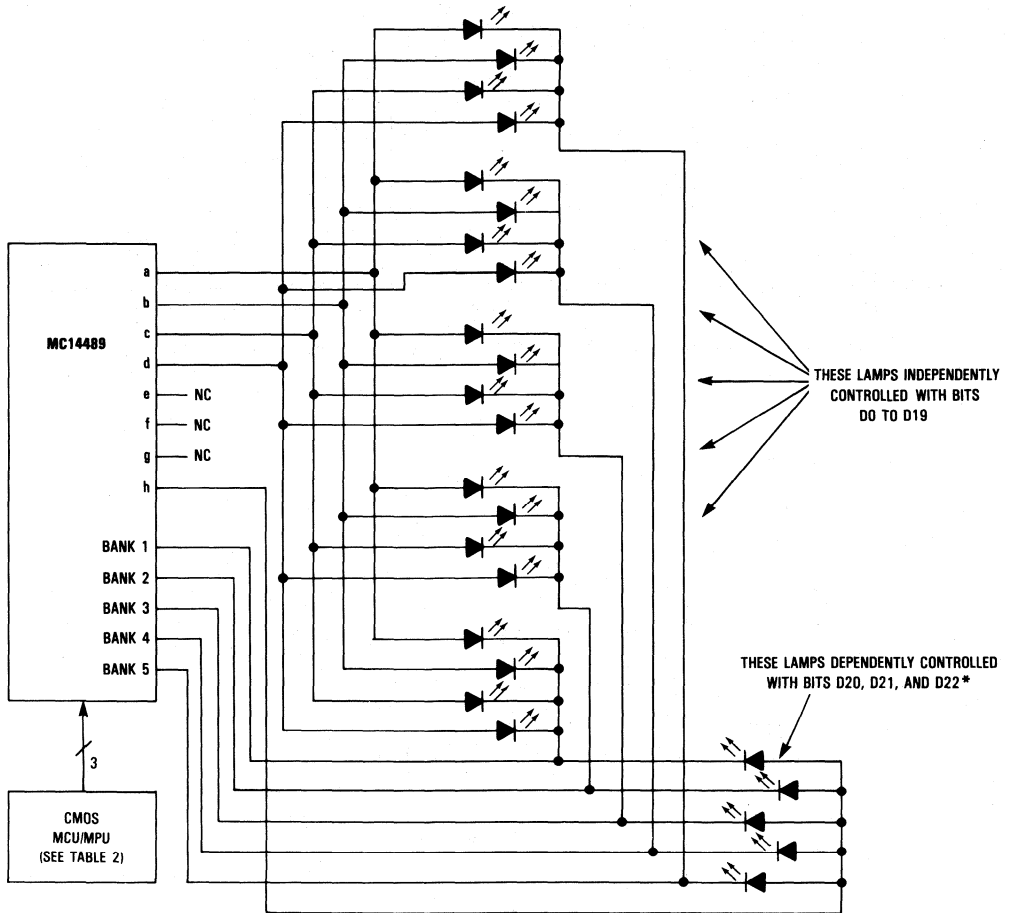 a
b
MC14489
c
d
e
NC
f
NC
g
NC
h
THESE LAMPS INDEPENDENTLY
CONTROLLED WITH BITS
DO TO D19
BANK 1
BANK 2
BANK 3
BANK 4
BANK 5
THESE LAMPS DEPENDENTLY CONTROLLED
WITH BITS D20, D21, AND D22*
3
CMOS
MCU/MPU
(SEE TABLE 2)